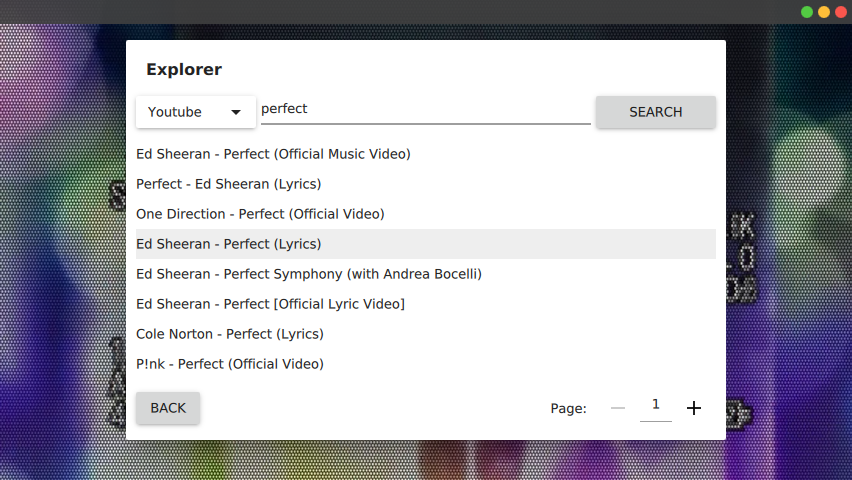 Explorer
Youtube perfect SEARCH
Ed Sheeran - Perfect (Official Music Video)
Perfect - Ed Sheeran (Lyrics)
One Direction - Perfect (Official Video)
Ed Sheeran - Perfect (Lyrics)
Ed Sheeran - Perfect Symphony (with Andrea Bocelli)
Ed Sheeran - Perfect [Official Lyric Video]
Cole Norton - Perfect (Lyrics)
P!nk - Perfect (Official Video)
BACK Page: 1